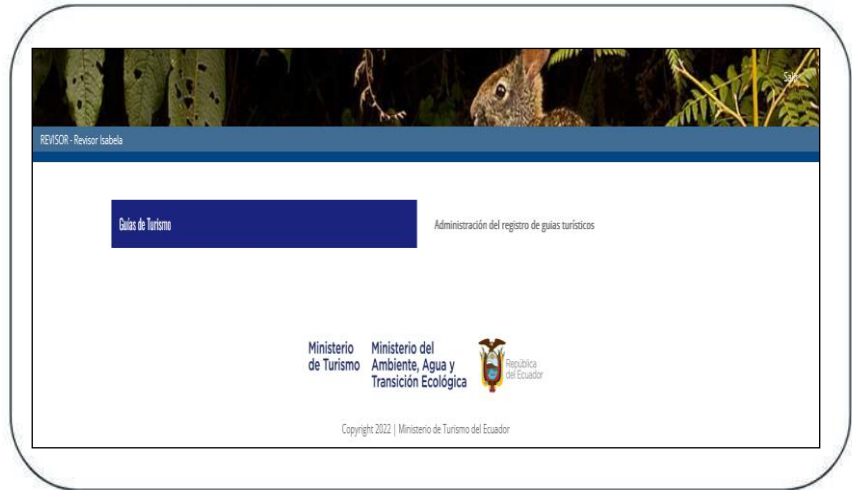 Salir
REVISOR - Revisor Isabela
Guías de Turismo
Administración del registro de guias turísticos
Ministerio
de Turismo
Ministerio del
Ambiente, Agua y
Transición Ecológica
República
del Ecuador
Copyright 2022 | Ministerio de Turismo del Ecuador